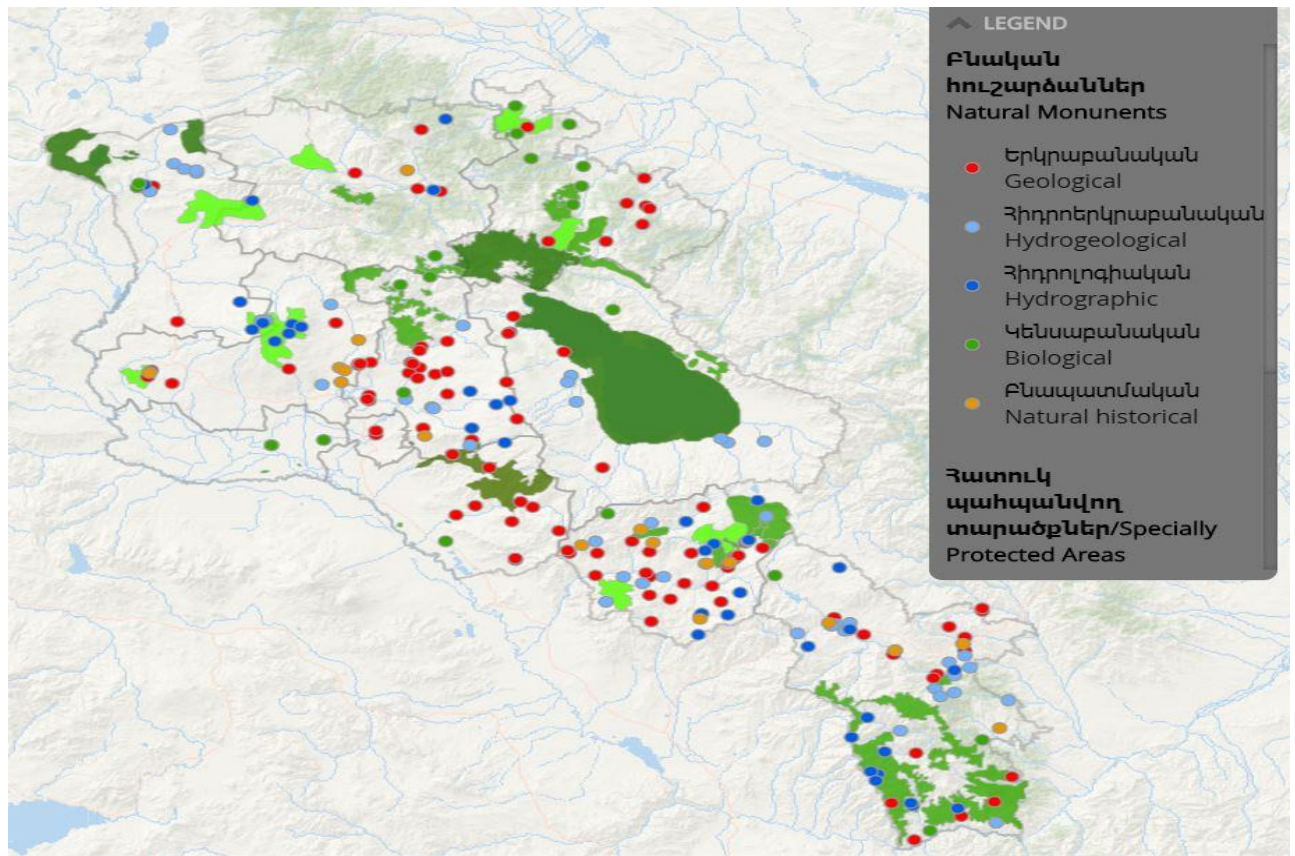 LEGEND
Բնական
հուշարձաններ
Natural Monunents
Երկրաբանական
Geological
Հիդրոերկրաբանական
Hydrogeological
Հիդրոլոգիական
Hydrographic
Կենսաբանական
Biological
Բնապատմական
Natural historical
Հատուկ
պահպանվող
տարածքներ/Specially
Protected Areas